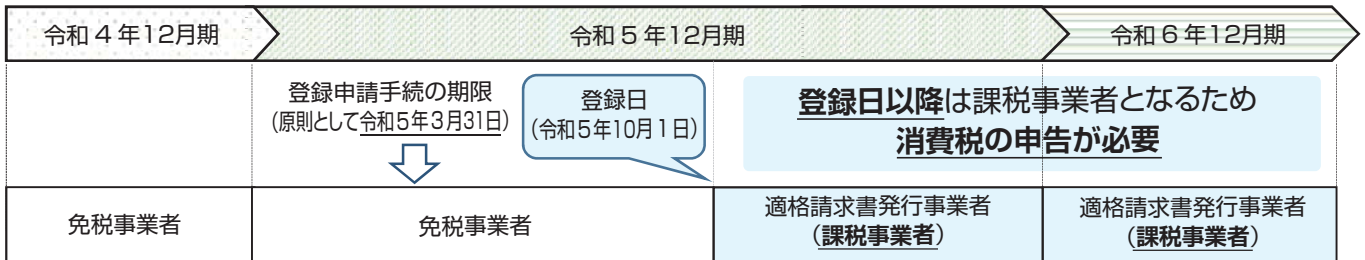 令和４年12月期
令和５年12月期
令和６年12月期
登録申請手続の期限
（原則として令和５年３月31日）
登録日
（令和５年10月１日）
登録日以降は課税事業者となるため
消費税の申告が必要
免税事業者
免税事業者
適格請求書発行事業者
（課税事業者）
適格請求書発行事業者
（課税事業者）